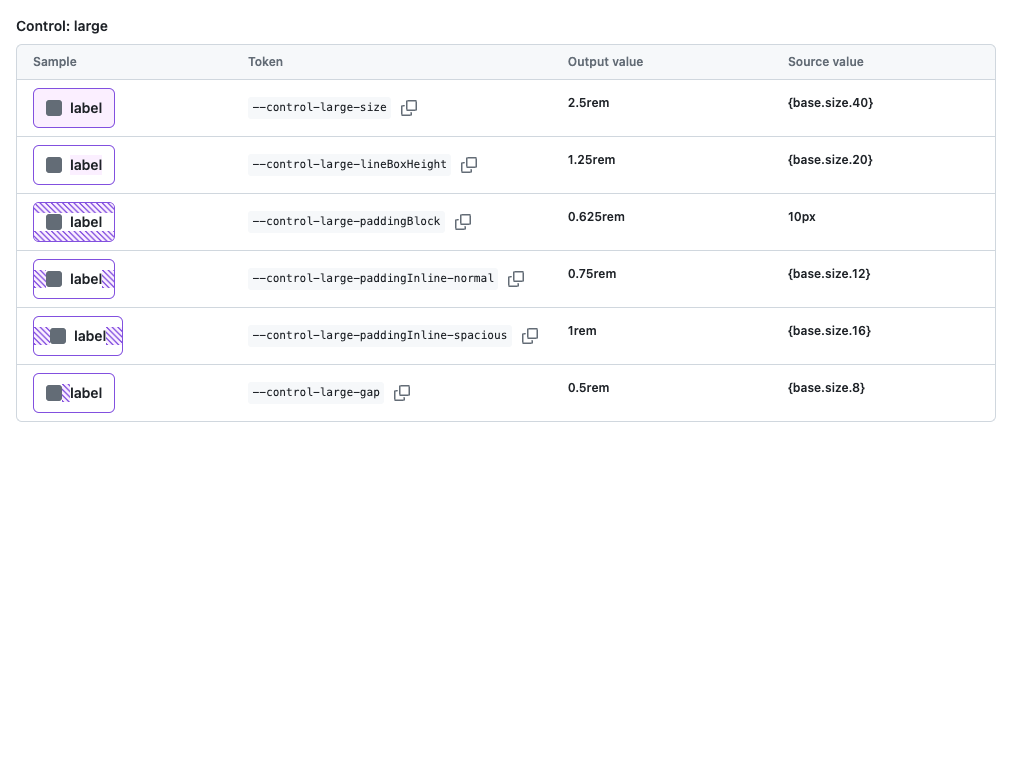 Control: large
Sample Token Output value Source value
label --control-large-size 2.5rem {base.size.40}
label --control-large-lineBoxHeight 1.25rem {base.size.20}
label --control-large-paddingBlock 0.625rem 10px
label --control-large-paddingInline-normal 0.75rem {base.size.12}
label --control-large-paddingInline-spacious 1rem {base.size.16}
label --control-large-gap 0.5rem {base.size.8}